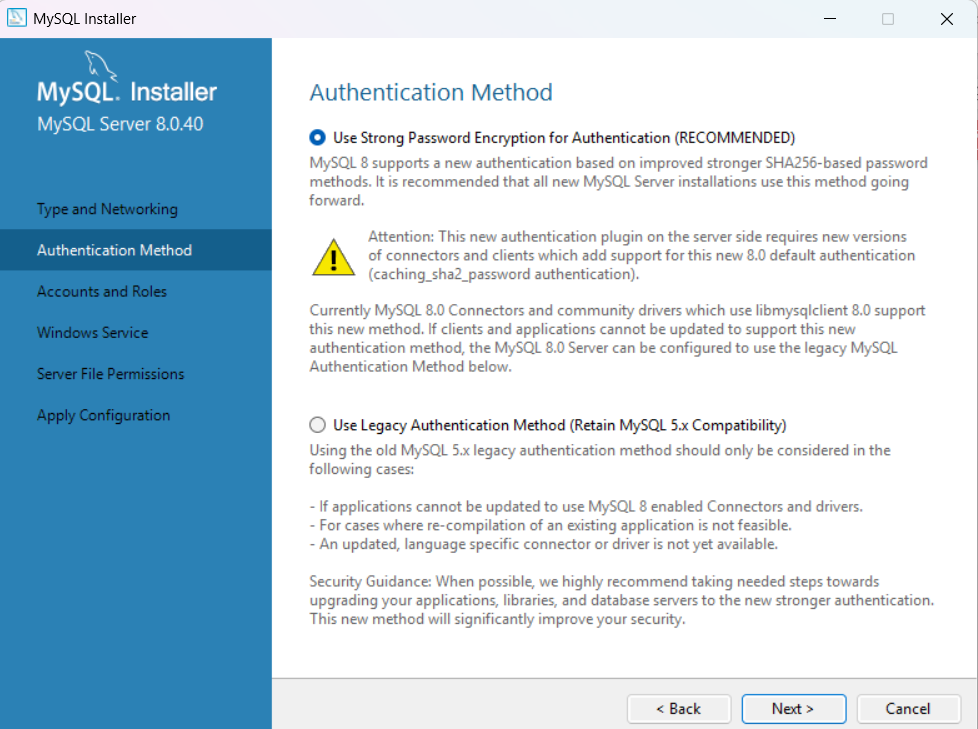 MySQL Installer
MySQL. Installer
MySQL Server 8.0.40
Type and Networking
Authentication Method
Accounts and Roles
Windows Service
Server File Permissions
Apply Configuration
Authentication Method
Use Strong Password Encryption for Authentication (RECOMMENDED)
MySQL 8 supports a new authentication based on improved stronger SHA256-based password
methods. It is recommended that all new MySQL Server installations use this method going
forward.
Attention: This new authentication plugin on the server side requires new versions
of connectors and clients which add support for this new 8.0 default authentication
(caching_sha2_password authentication).
Currently MySQL 8.0 Connectors and community drivers which use libmysqlclient 8.0 support
this new method. If clients and applications cannot be updated to support this new
authentication method, the MySQL 8.0 Server can be configured to use the legacy MySQL
Authentication Method below.
Use Legacy Authentication Method (Retain MySQL 5.x Compatibility)
Using the old MySQL 5.x legacy authentication method should only be considered in the
following cases:
- If applications cannot be updated to use MySQL 8 enabled Connectors and drivers.
- For cases where re-compilation of an existing application is not feasible.
- An updated, language specific connector or driver is not yet available.
Security Guidance: When possible, we highly recommend taking needed steps towards
upgrading your applications, libraries, and database servers to the new stronger authentication.
This new method will significantly improve your security.
< Back
Next >
Cancel